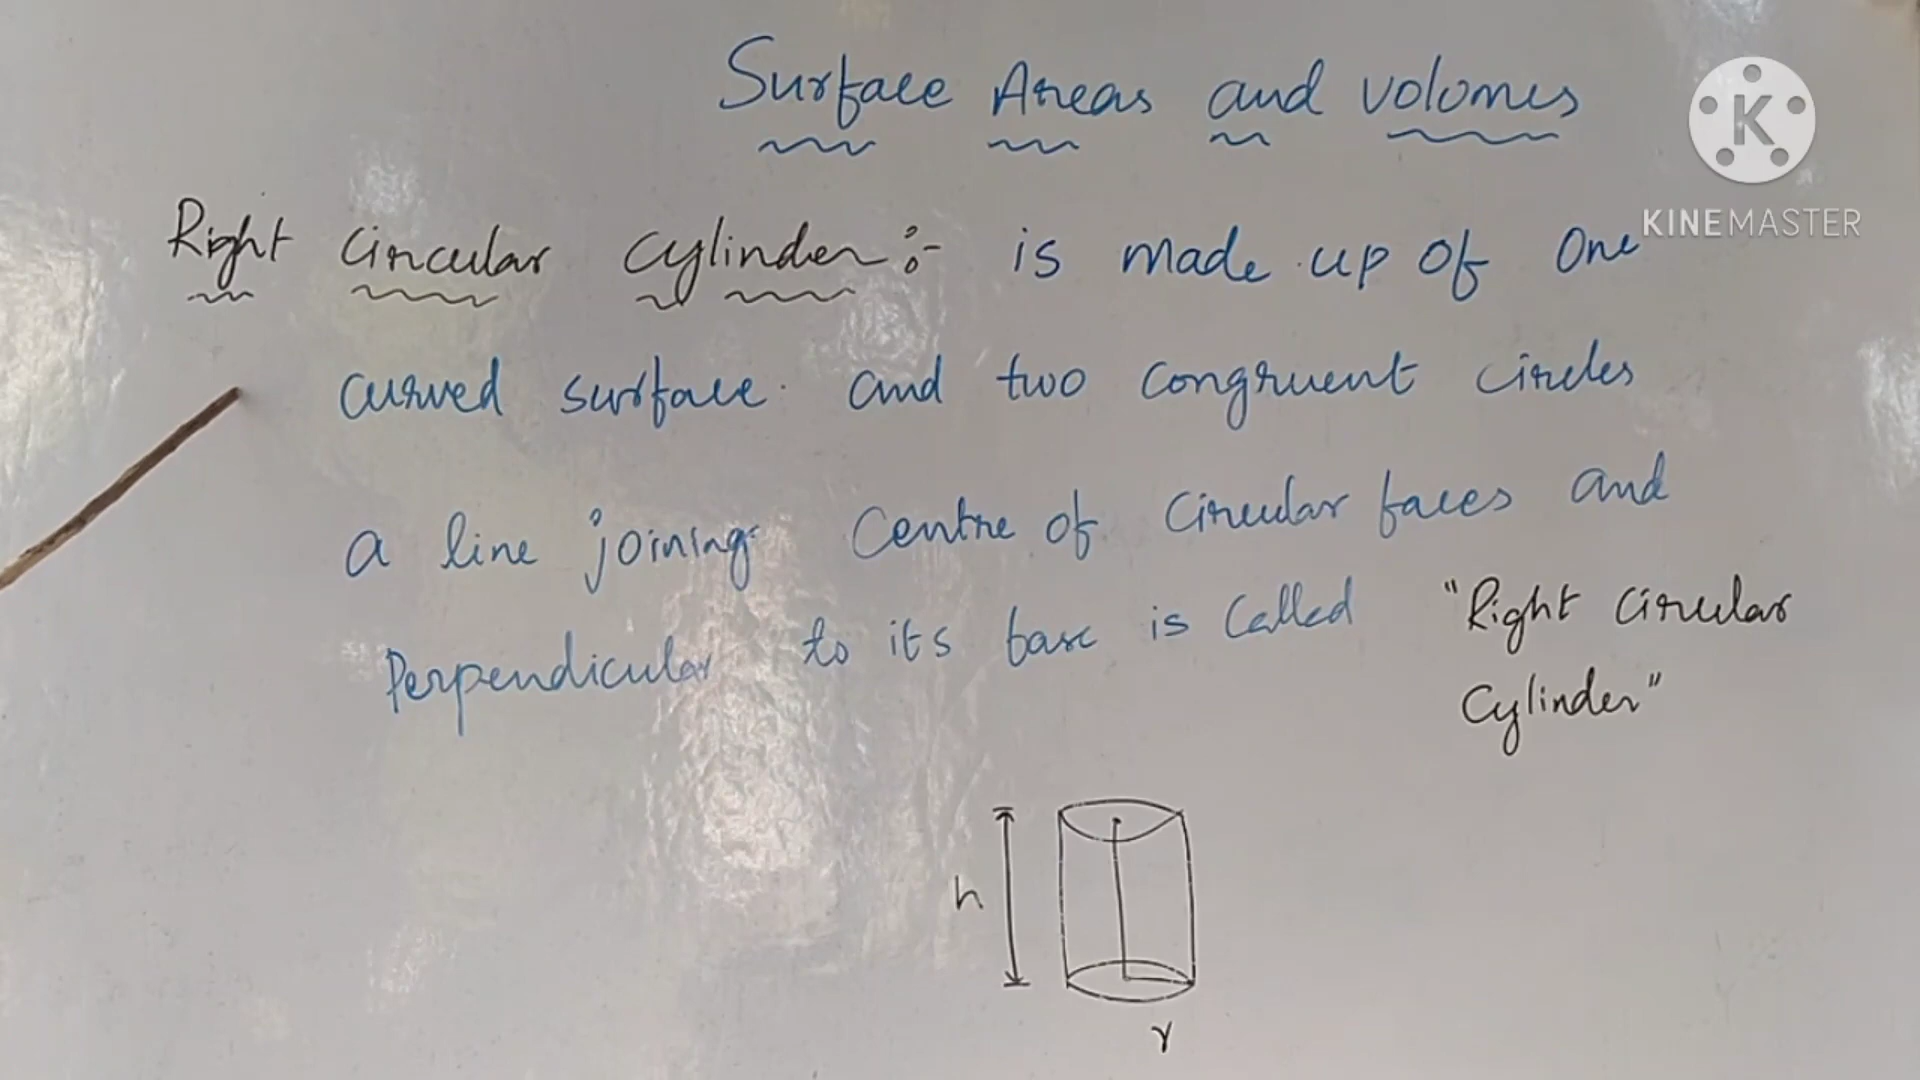 Surface Areas and Volomes
Right Circular Cylinder :- is made up of One
curved surface and two congruent circles
a line joining Centre of Circular faces and
Perpendicular to its base is Called "Right Circular
Cylinder"
h
r
K
KINEMASTER